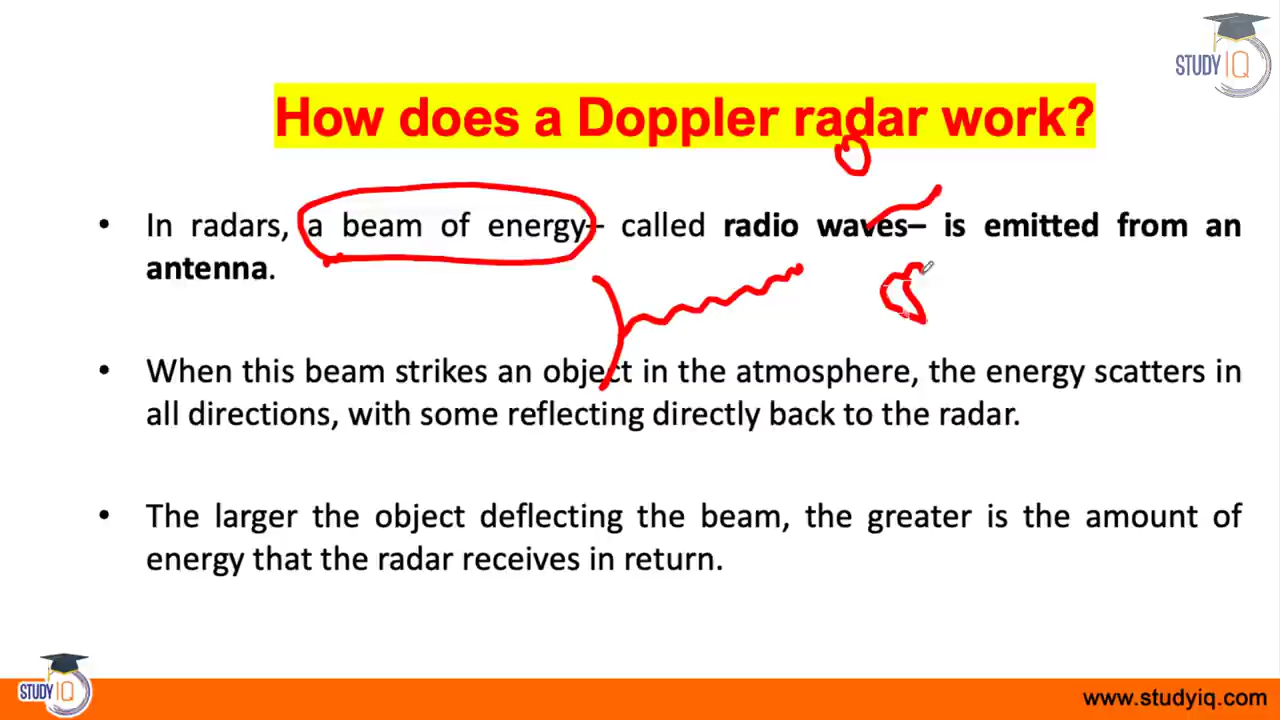 STUDY IQ
How does a Doppler radar work?
• In radars, a beam of energy– called radio waves– is emitted from an
antenna.
• When this beam strikes an object in the atmosphere, the energy scatters in
all directions, with some reflecting directly back to the radar.
• The larger the object deflecting the beam, the greater is the amount of
energy that the radar receives in return.
STUDY IQ
www.studyiq.com